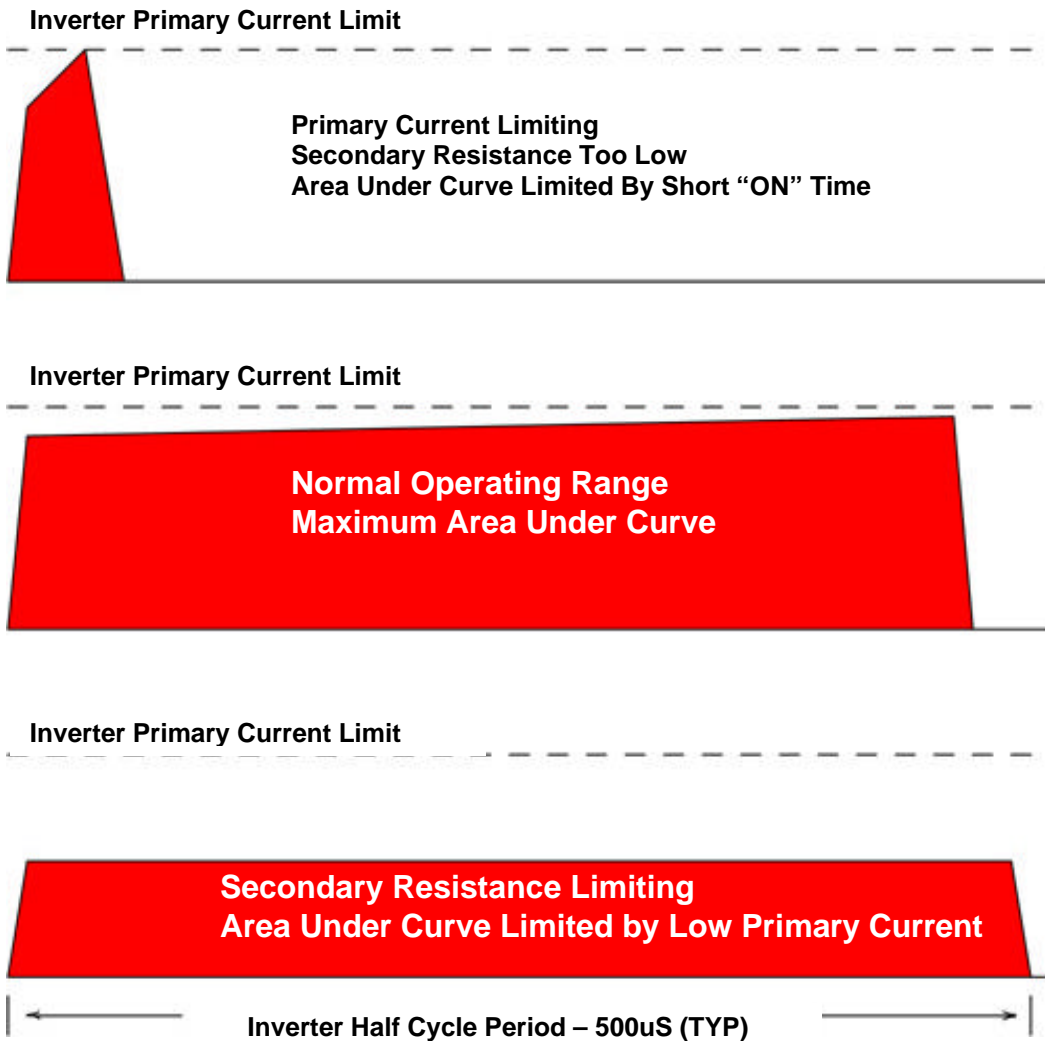 Inverter Primary Current Limit
Primary Current Limiting
Secondary Resistance Too Low
Area Under Curve Limited By Short “ON” Time
Inverter Primary Current Limit
Normal Operating Range
Maximum Area Under Curve
Inverter Primary Current Limit
Secondary Resistance Limiting
Area Under Curve Limited by Low Primary Current
Inverter Half Cycle Period – 500uS (TYP)